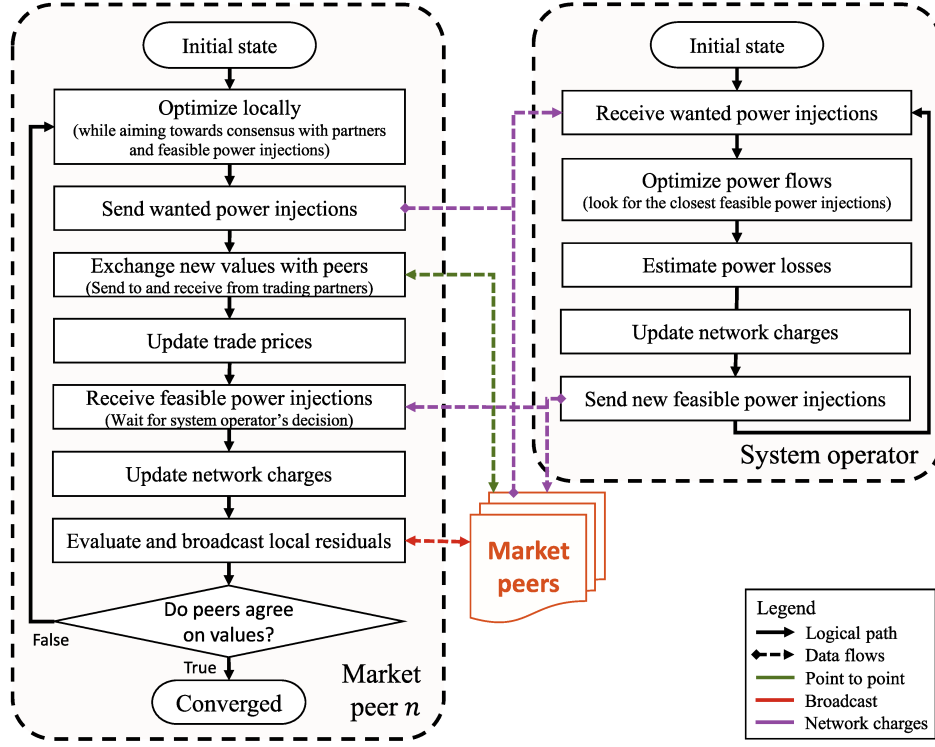 Initial state
Optimize locally
(while aiming towards consensus with partners
and feasible power injections)
Send wanted power injections
Exchange new values with peers
(Send to and receive from trading partners)
Update trade prices
Receive feasible power injections
(Wait for system operator's decision)
Update network charges
Evaluate and broadcast local residuals
Do peers agree
on values?
False
True
Converged
Market
peer n
Initial state
Receive wanted power injections
Optimize power flows
(look for the closest feasible power injections)
Estimate power losses
Update network charges
Send new feasible power injections
System operator
Market
peers
Legend
Logical path
Data flows
Point to point
Broadcast
Network charges